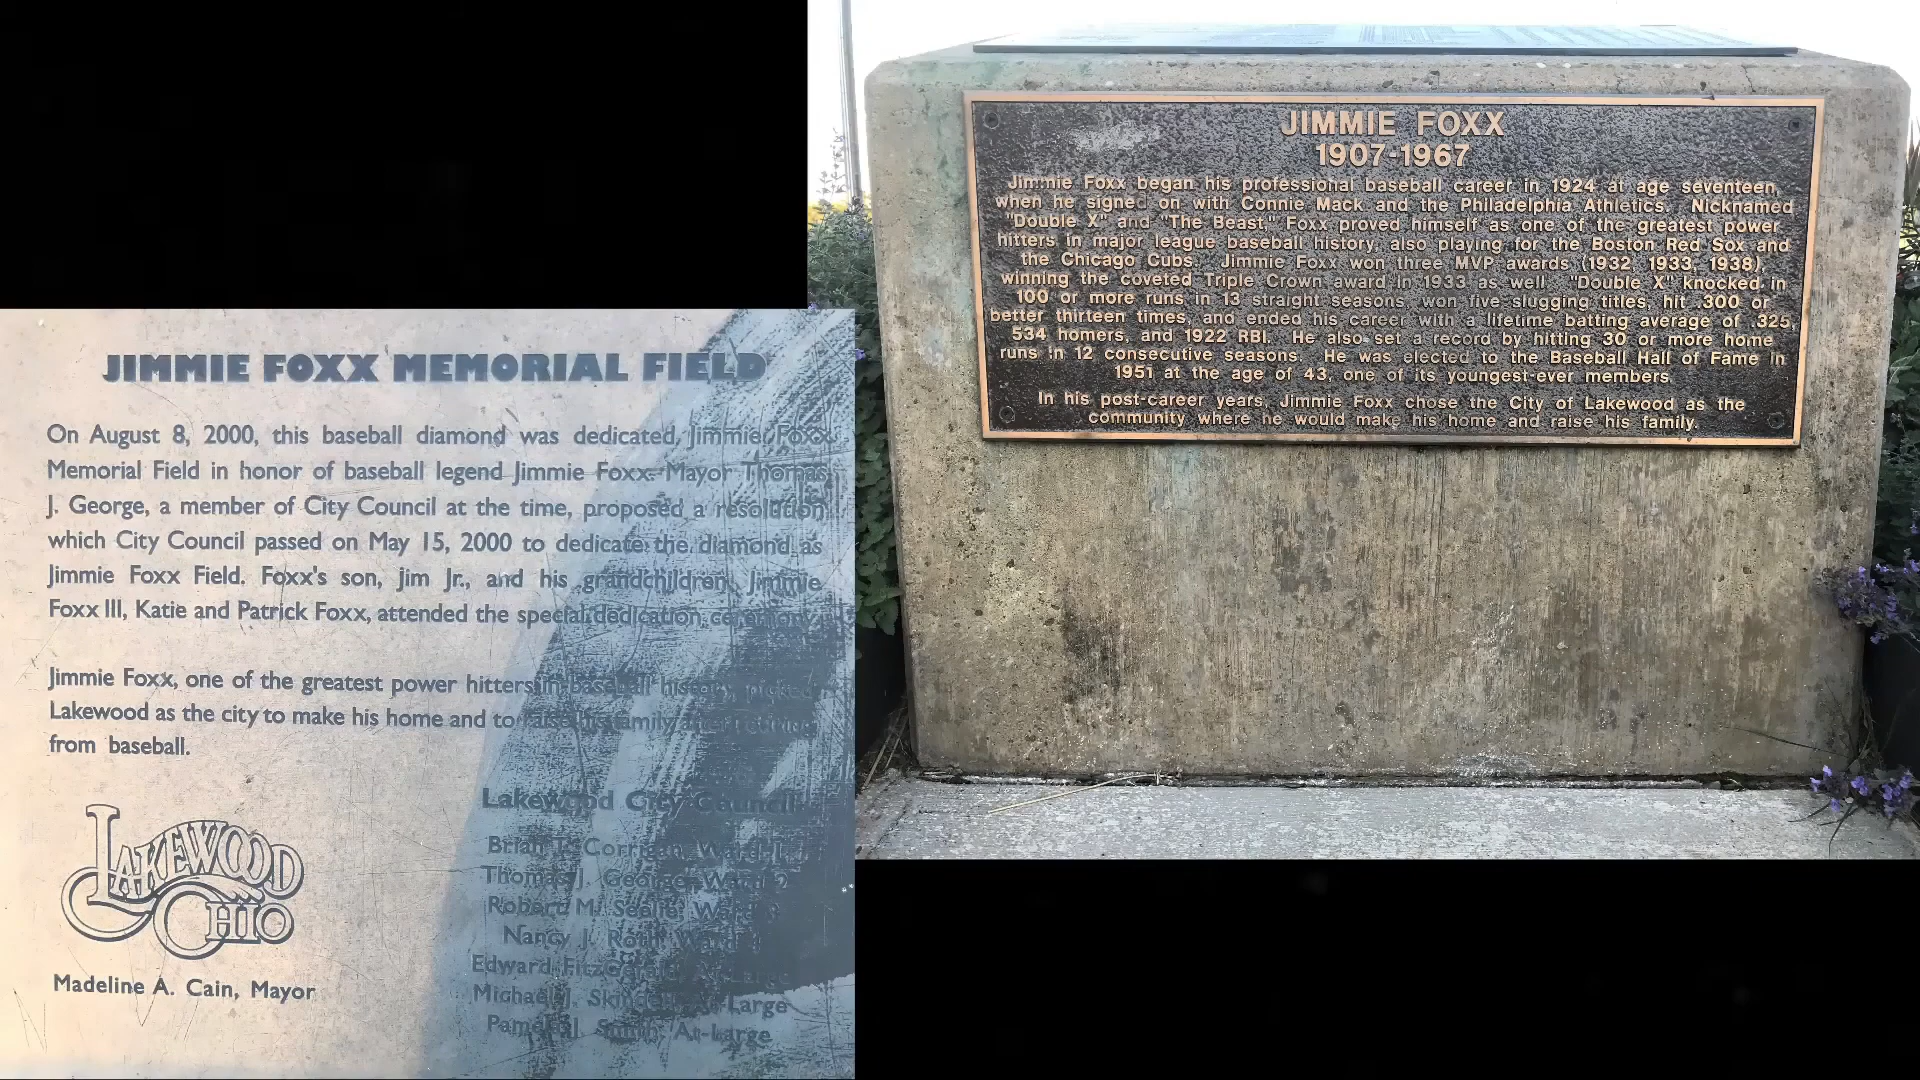 JIMMIE FOXX MEMORIAL FIELD
On August 8, 2000, this baseball diamond was dedicated Jimmie Foxx
Memorial Field in honor of baseball legend Jimmie Foxx. Mayor Thomas
J. George, a member of City Council at the time, proposed a resolution
which City Council passed on May 15, 2000 to dedicate the diamond as
Jimmie Foxx Field. Foxx's son, Jim Jr., and his grandchildren, Jimmie
Foxx III, Katie and Patrick Foxx, attended the special dedication ceremony.
Jimmie Foxx, one of the greatest power hitters in baseball history, picked
Lakewood as the city to make his home and to raise his family after retiring
from baseball.
LAKEWOOD
OHIO
Madeline A. Cain, Mayor
Lakewood City Council
Brian Corrigan, Ward
Thomas J. George, Ward 2
Robert M. Ward
Nancy J. Roth, Ward
Edward FitzGerald, At-Large
Michael J. At-Large
Pamela Smith, At-Large
JIMMIE FOXX
1907-1967
Jimmie Foxx began his professional baseball career in 1924 at age seventeen,
when he signed on with Connie Mack and the Philadelphia Athletics. Nicknamed
"Double X" and "The Beast," Foxx proved himself as one of the greatest power
hitters in major league baseball history, also playing for the Boston Red Sox and
the Chicago Cubs. Jimmie Foxx won three MVP awards (1932, 1933, 1938),
winning the coveted Triple Crown award in 1933 as well. "Double X" knocked in
100 or more runs in 13 straight seasons, won five slugging titles, hit .300 or
better thirteen times, and ended his career with a lifetime batting average of .325,
534 homers, and 1922 RBI. He also set a record by hitting 30 or more home
runs in 12 consecutive seasons. He was elected to the Baseball Hall of Fame in
1951 at the age of 43, one of its youngest-ever members.
In his post-career years, Jimmie Foxx chose the City of Lakewood as the
community where he would make his home and raise his family.